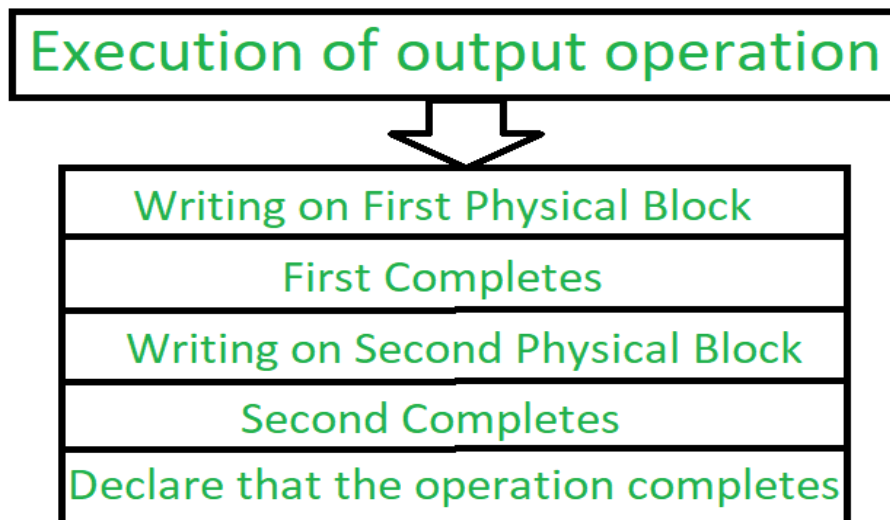 Execution of output operation
Writing on First Physical Block
First Completes
Writing on Second Physical Block
Second Completes
Declare that the operation completes